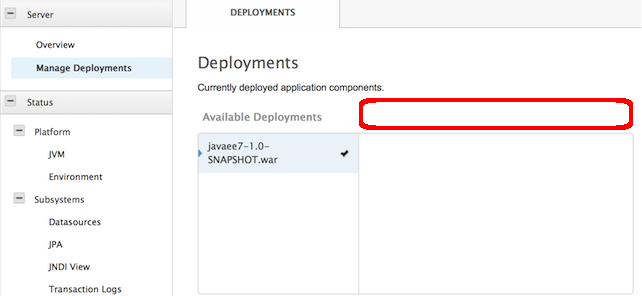 Server
Overview
Manage Deployments
Status
Platform
JVM
Environment
Subsystems
Datasources
JPA
JNDI View
Transaction Logs
DEPLOYMENTS
Deployments
Currently deployed application components.
Available Deployments
javaee7-1.0-
SNAPSHOT.war